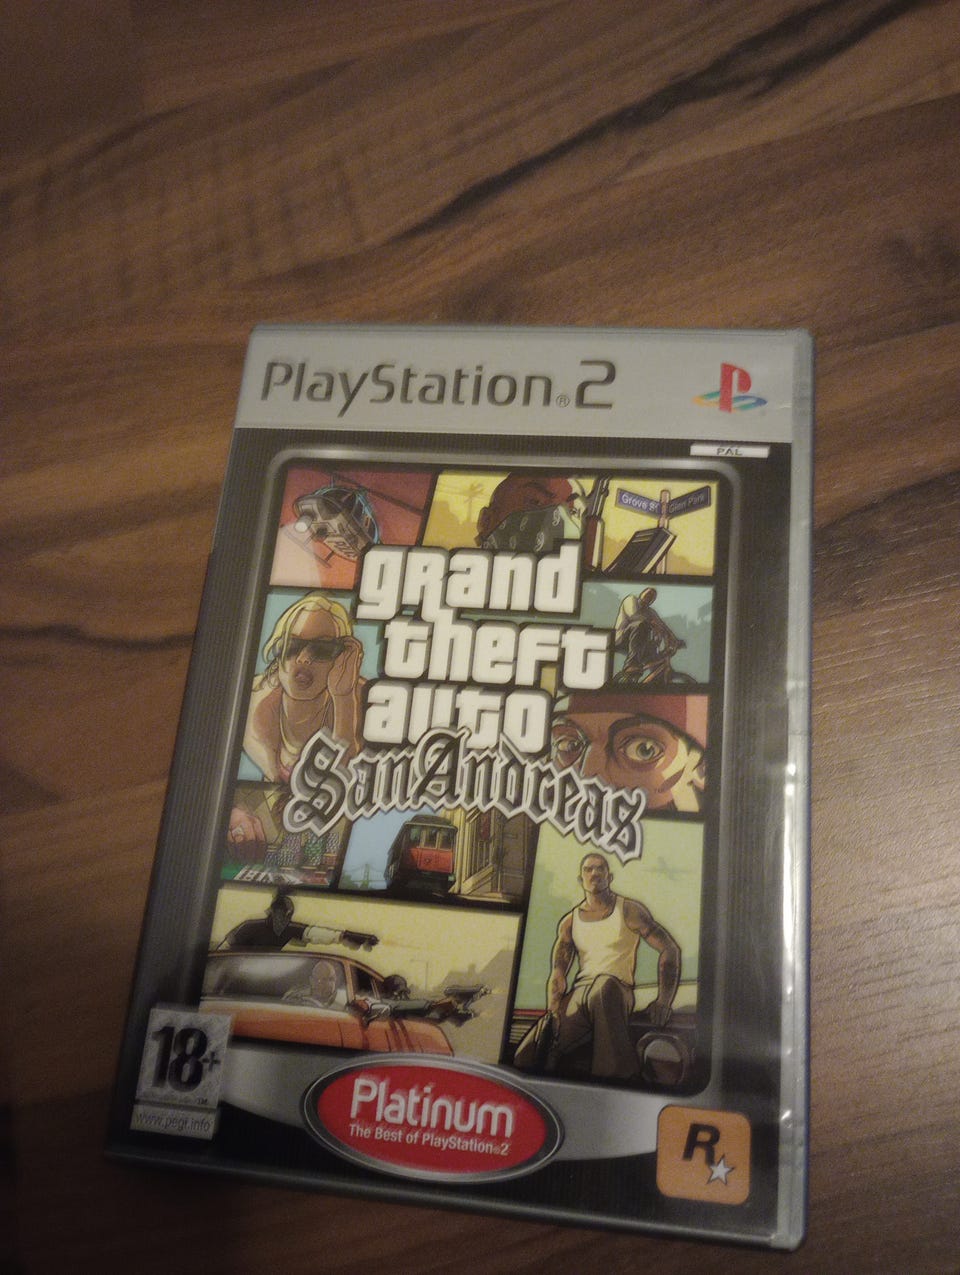 PlayStation®2
PAL
Grove St Glen Park
grand
theft
auto
San Andreas
18+
www.pegi.info
Platinum
The Best of PlayStation®2
R